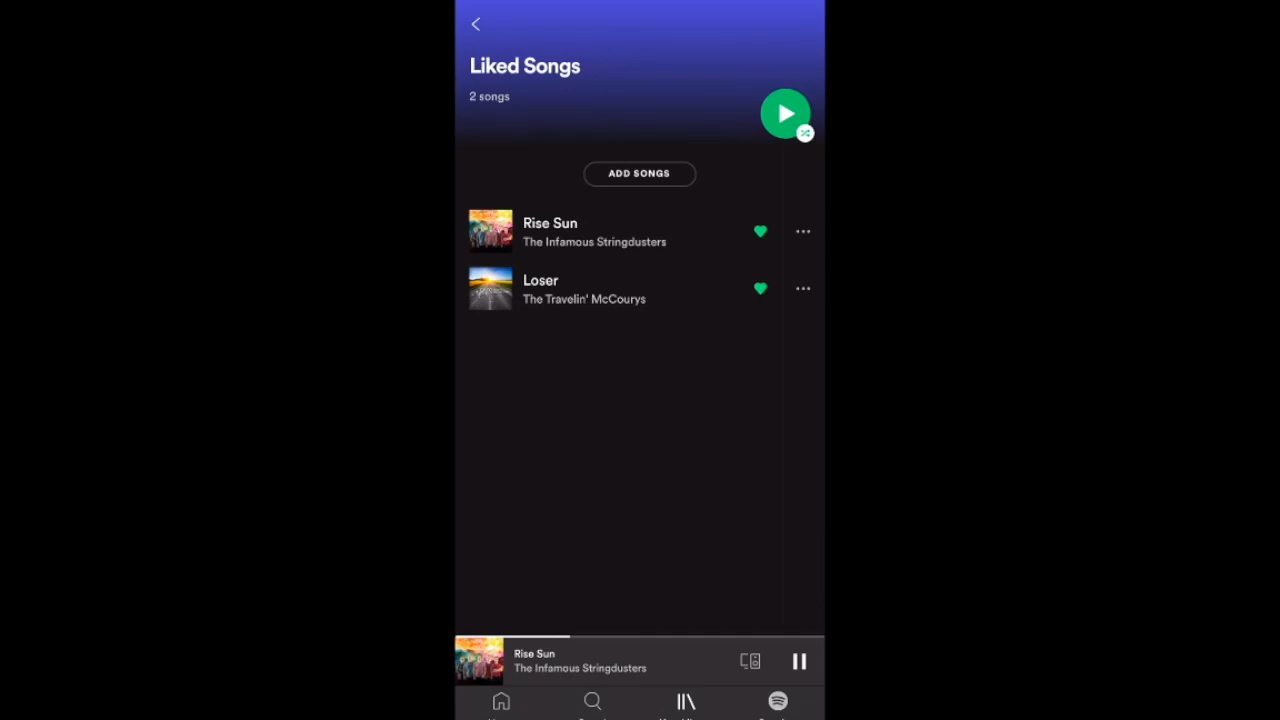 Liked Songs
2 songs
ADD SONGS
Rise Sun
The Infamous Stringdusters
Loser
The Travelin' McCourys
Rise Sun
The Infamous Stringdusters